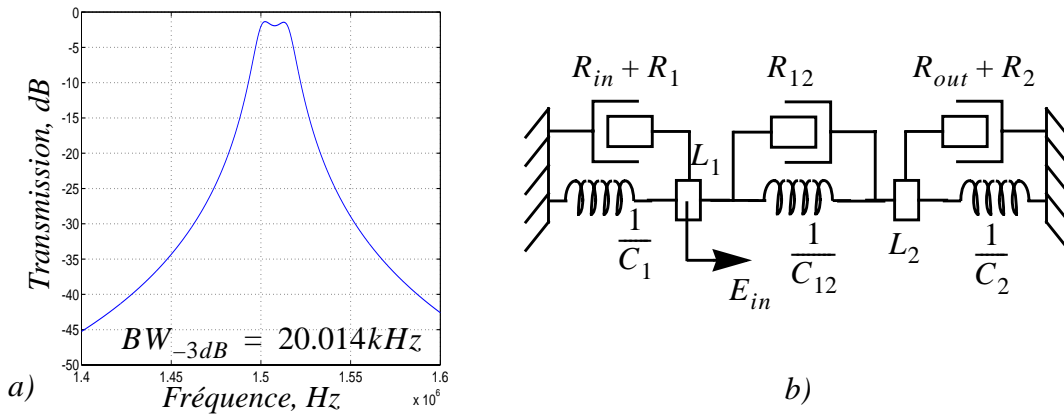 0
-5
-10
-15
-20
-25
-30
-35
-40
-45
-50
Transmission, dB
BW−3dB = 20.014kHz
1.4 1.45 1.5 1.55 1.6
x 10^6
Fréquence, Hz
a)
R_in + R_1 R_12 R_out + R_2
L_1
L_2
1/C_1 1/C_12 1/C_2
E_in
b)